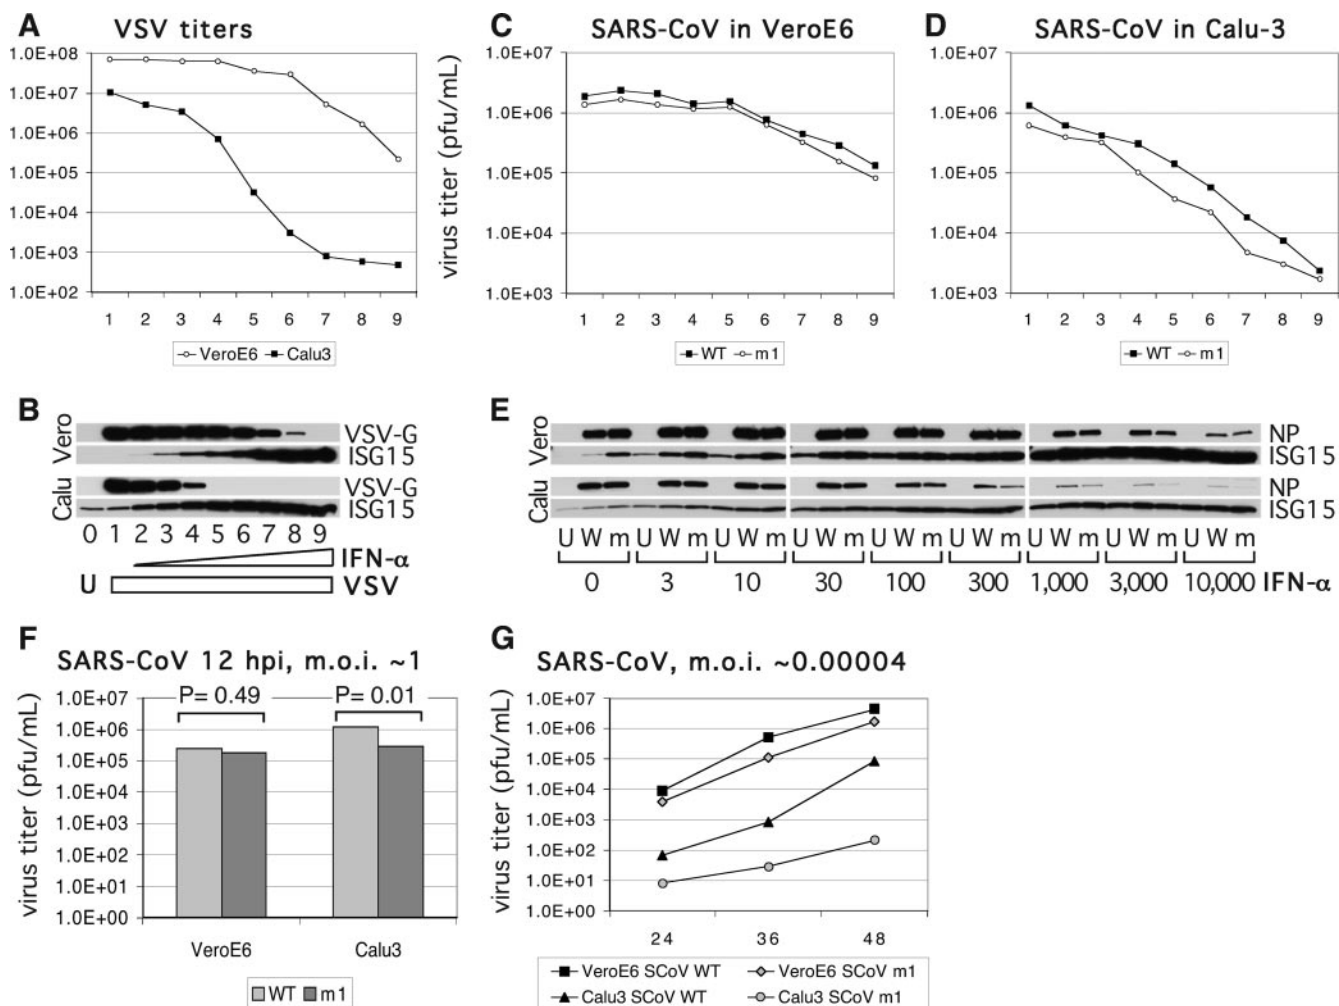 A VSV titers
1.0E+08
1.0E+07
1.0E+06
1.0E+05
1.0E+04
1.0E+03
1.0E+02
1 2 3 4 5 6 7 8 9
VeroE6 Calu3
C SARS-CoV in VeroE6
virus titer (pfu/mL)
1.0E+07
1.0E+06
1.0E+05
1.0E+04
1.0E+03
1 2 3 4 5 6 7 8 9
WT m1
D SARS-CoV in Calu-3
1.0E+07
1.0E+06
1.0E+05
1.0E+04
1.0E+03
1 2 3 4 5 6 7 8 9
WT m1
B
Vero
VSV-G
ISG15
Calu
VSV-G
ISG15
0 1 2 3 4 5 6 7 8 9
IFN-α
U VSV
E
Vero
NP
ISG15
Calu
NP
ISG15
U W m U W m U W m U W m U W m U W m U W m U W m U W m
0 3 10 30 100 300 1,000 3,000 10,000 IFN-α
F
SARS-CoV 12 hpi, m.o.i. ~1
virus titer (pfu/mL)
1.0E+07
1.0E+06
1.0E+05
1.0E+04
1.0E+03
1.0E+02
1.0E+01
1.0E+00
P= 0.49 P= 0.01
VeroE6 Calu3
WT m1
G
SARS-CoV, m.o.i. ~0.00004
virus titer (pfu/mL)
1.0E+07
1.0E+06
1.0E+05
1.0E+04
1.0E+03
1.0E+02
1.0E+01
1.0E+00
24 36 48
VeroE6 SCoV WT VeroE6 SCoV m1
Calu3 SCoV WT Calu3 SCoV m1